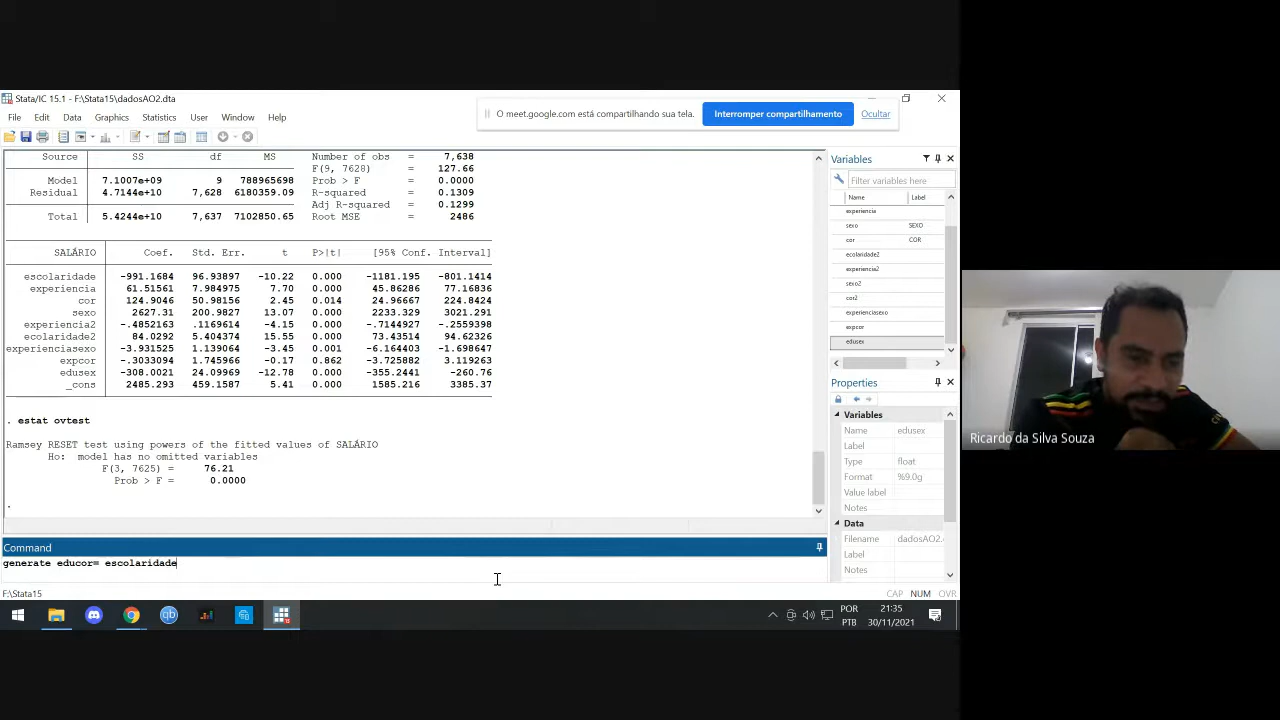 Stata/IC 15.1 - F:\Stata15\dadosAO2.dta
O meet.google.com está compartilhando sua tela.
Interromper compartilhamento
Ocultar
File Edit Data Graphics Statistics User Window Help
Source SS df MS Number of obs = 7,638
F(9, 7628) = 127.66
Model 7.1007e+09 9 788965698 Prob > F = 0.0000
Residual 4.7144e+10 7,628 6180359.09 R-squared = 0.1309
Adj R-squared = 0.1299
Total 5.4244e+10 7,637 7102850.65 Root MSE = 2486
SALÁRIO Coef. Std. Err. t P>|t| [95% Conf. Interval]
escolaridade -991.1684 96.93897 -10.22 0.000 -1181.195 -801.1414
experiencia 61.51561 7.984975 7.70 0.000 45.86286 77.16836
cor 124.9046 50.98156 2.45 0.014 24.96667 224.8424
sexo 2627.31 200.9827 13.07 0.000 2233.329 3021.291
experiencia2 -.4852163 .1169614 -4.15 0.000 -.7144927 -.2559398
ecolaridade2 84.0292 5.404374 15.55 0.000 73.43514 94.62326
experienciasexo -3.931525 1.139064 -3.45 0.001 -6.164403 -1.698647
expcor -.3033094 1.745966 -0.17 0.862 -3.725882 3.119263
edusex -308.0021 24.09969 -12.78 0.000 -355.2441 -260.76
_cons 2485.293 459.1587 5.41 0.000 1585.216 3385.37
. estat ovtest
Ramsey RESET test using powers of the fitted values of SALÁRIO
Ho: model has no omitted variables
F(3, 7625) = 76.21
Prob > F = 0.0000
.
Command
generate educor= escolaridade
F:\Stata15
Variables
Filter variables here
Name Label
experiencia
sexo SEXO
cor COR
ecolaridade2
experiencia2
sexo2
cor2
experienciasexo
expcor
edusex
Properties
Variables
Name edusex
Label
Type float
Format %9.0g
Value label
Notes
Data
Filename dadosAO2.
Label
Notes
CAP NUM OVR
qb
POR
PTB
21:35
30/11/2021
Ricardo da Silva Souza